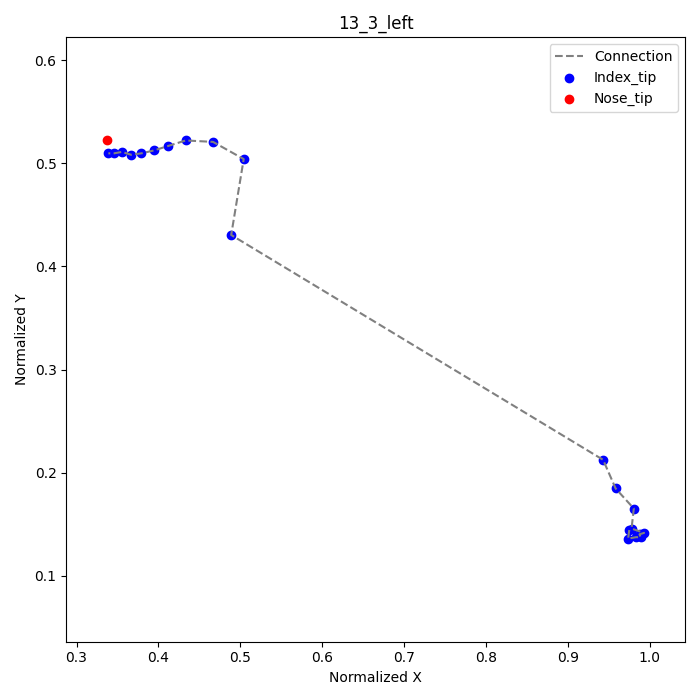 13_3_left
Connection
Index_tip
Nose_tip
0.6
0.5
0.4
0.3
0.2
0.1
Normalized Y
0.3 0.4 0.5 0.6 0.7 0.8 0.9 1.0
Normalized X